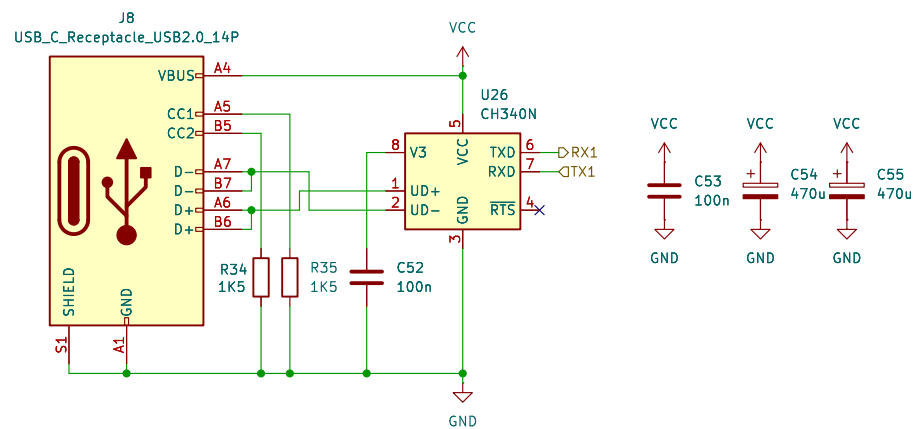 J8
USB_C_Receptacle_USB2.0_14P
VBUS
A4
CC1
A5
CC2
B5
D-
A7
D-
B7
D+
A6
D+
B6
SHIELD
GND
S1
A1
R34
1K5
R35
1K5
C52
100n
VCC
U26
CH340N
5
8
V3
VCC
TXD
6
RX1
RXD
7
TX1
1
UD+
2
UD-
GND
RTS
4
3
GND
VCC
C53
100n
GND
VCC
+
C54
470u
GND
VCC
+
C55
470u
GND